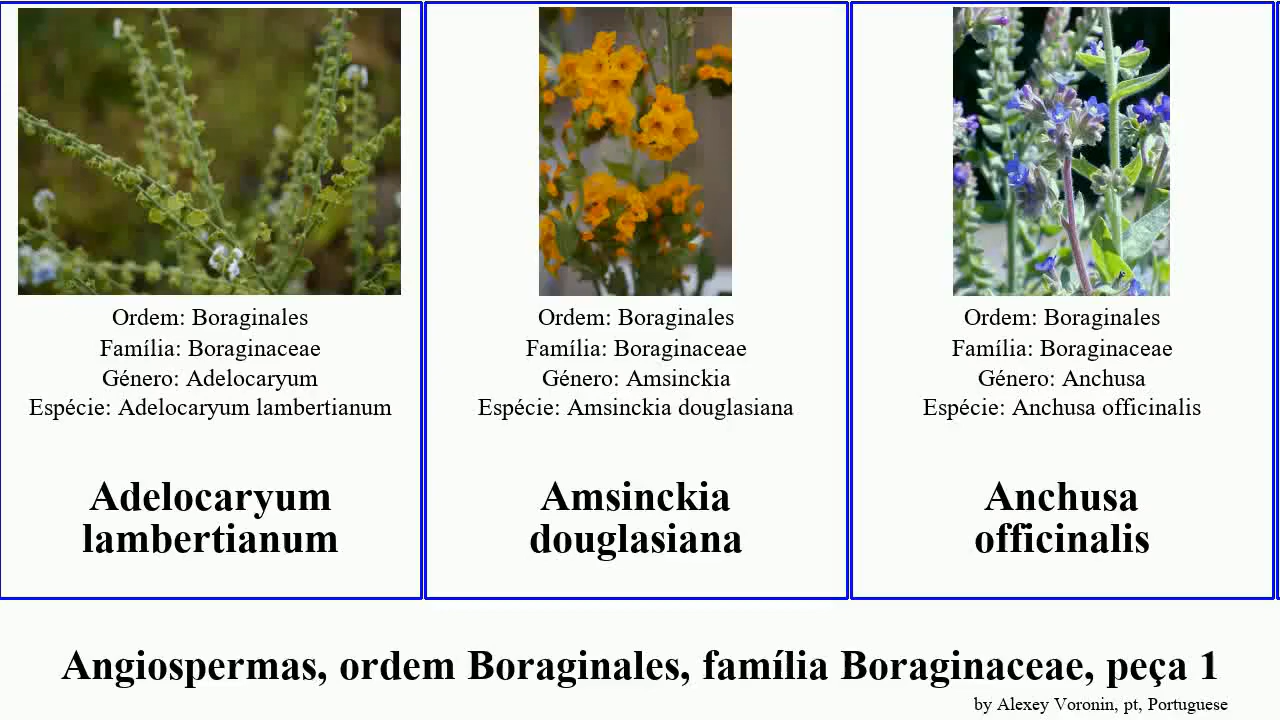 Ordem: Boraginales
Família: Boraginaceae
Género: Adelocaryum
Espécie: Adelocaryum lambertianum
Adelocaryum
lambertianum
Ordem: Boraginales
Família: Boraginaceae
Género: Amsinckia
Espécie: Amsinckia douglasiana
Amsinckia
douglasiana
Ordem: Boraginales
Família: Boraginaceae
Género: Anchusa
Espécie: Anchusa officinalis
Anchusa
officinalis
Angiospermas, ordem Boraginales, família Boraginaceae, peça 1
by Alexey Voronin, pt, Portuguese